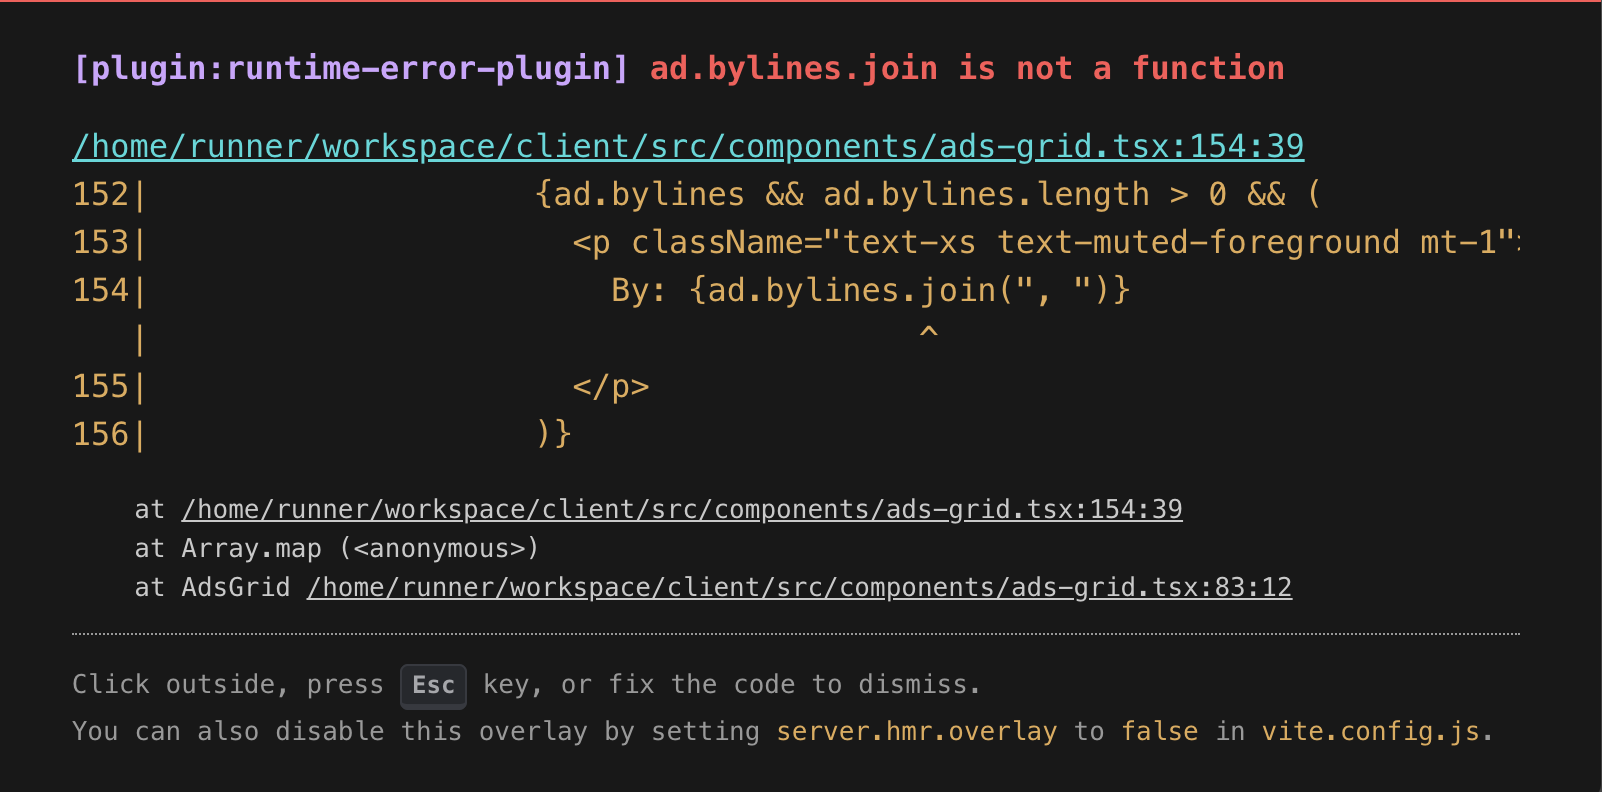 [plugin:runtime-error-plugin] ad.bylines.join is not a function
/home/runner/workspace/client/src/components/ads-grid.tsx:154:39
152|                    {ad.bylines && ad.bylines.length > 0 && (
153|                      <p className="text-xs text-muted-foreground mt-1"
154|                        By: {ad.bylines.join(", ")}
   |                                        ^
155|                      </p>
156|                    )}
at /home/runner/workspace/client/src/components/ads-grid.tsx:154:39
at Array.map (<anonymous>)
at AdsGrid /home/runner/workspace/client/src/components/ads-grid.tsx:83:12
Click outside, press Esc key, or fix the code to dismiss.
You can also disable this overlay by setting server.hmr.overlay to false in vite.config.js.